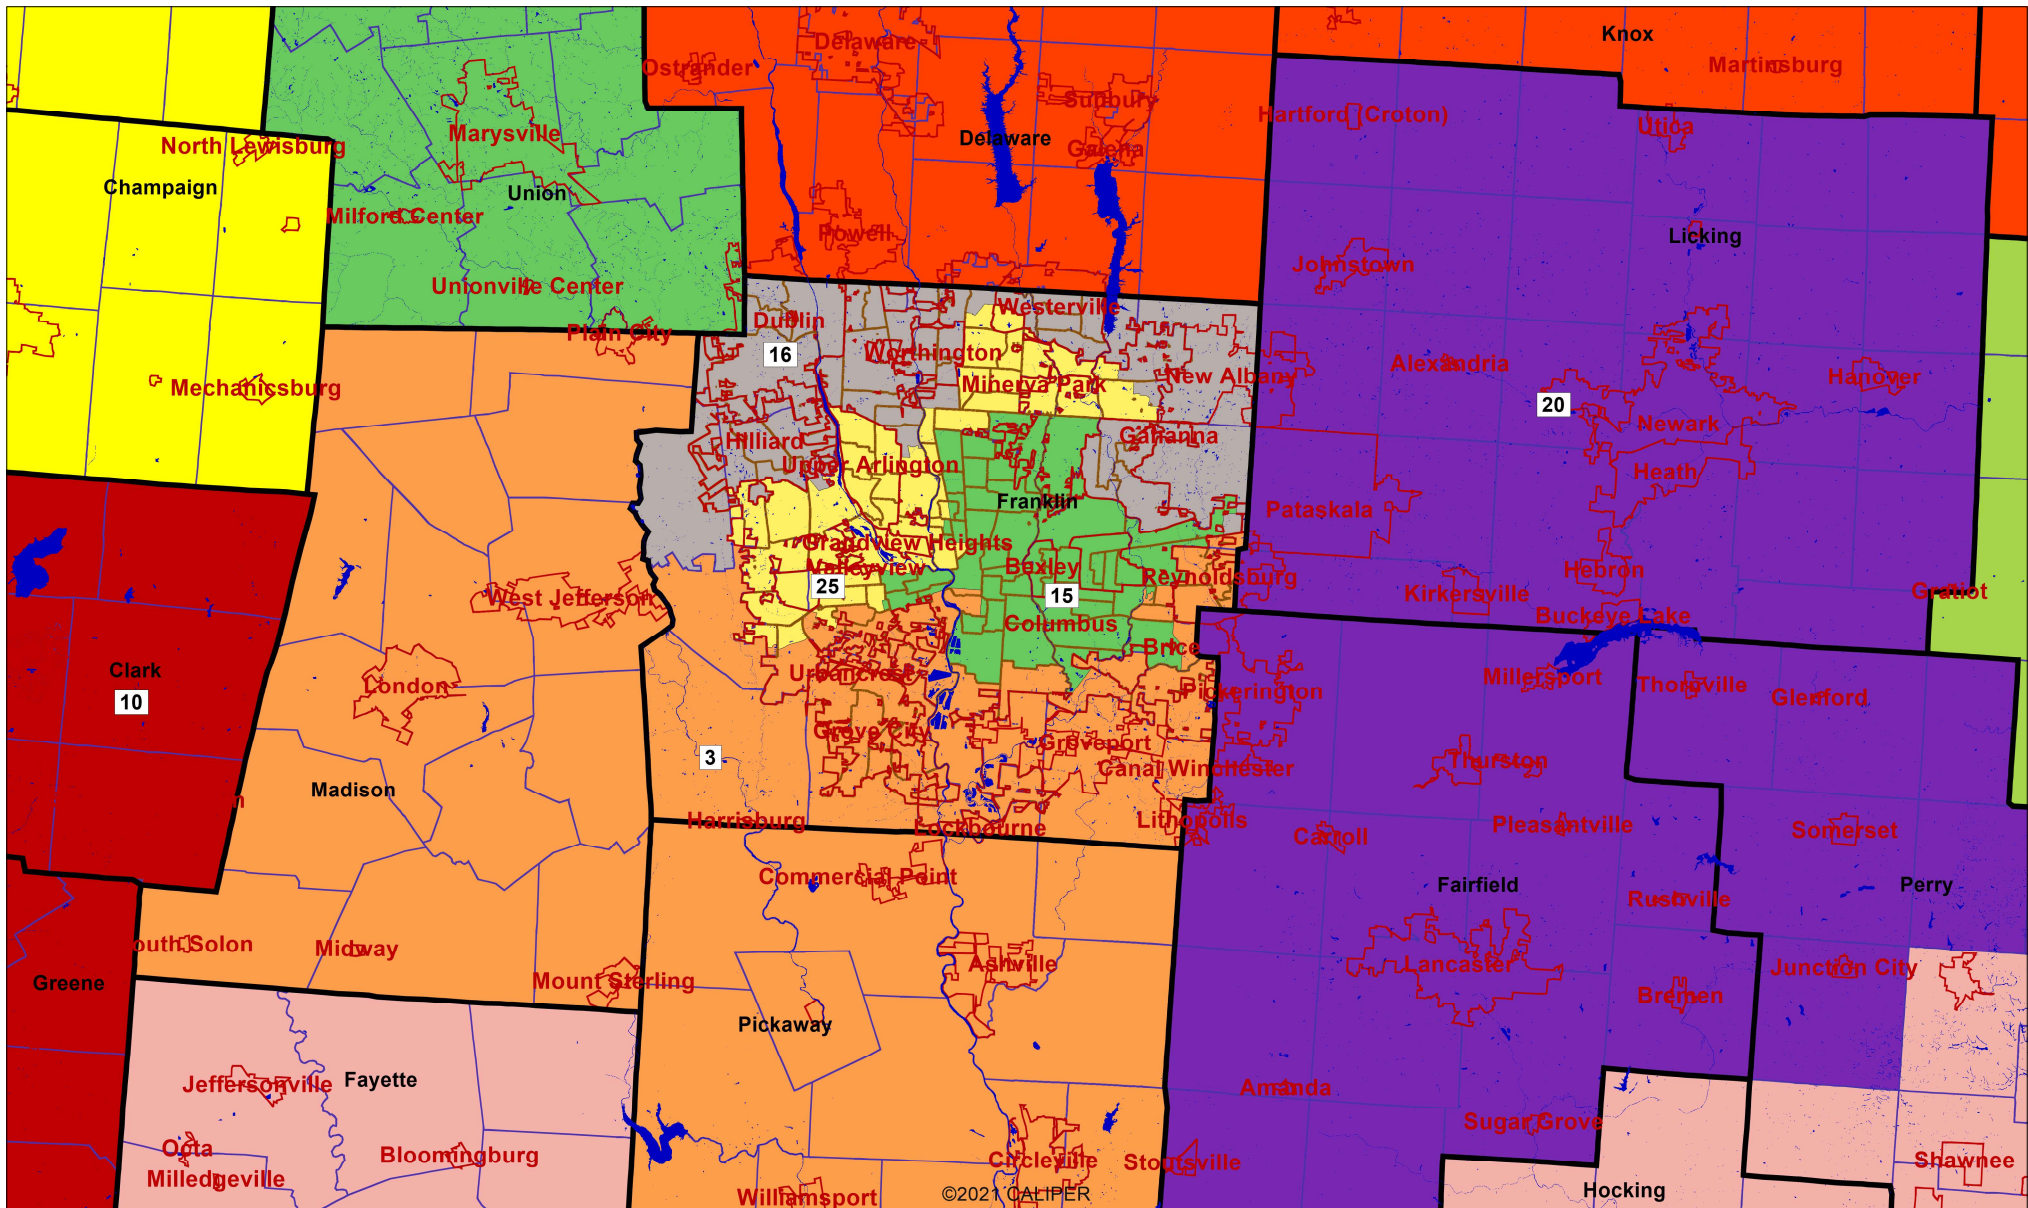 Knox
Delaware
Martinsburg
Ostrander
Sunbury
Hartford (Croton)
Utica
Marysville
Delaware
North Lewisburg
Galena
Champaign
Union
Milford Center
Powell
Licking
Johnstown
Unionville Center
Westerville
Dublin
Plain City
16
Worthington
Alexandria
New Albany
Hanover
Minerva Park
Mechanicsburg
20
Newark
Gahanna
Hilliard
Upper Arlington
Heath
Franklin
Pataskala
Grandview Heights
Valleyview
Bexley
Reynoldsburg
Hebron
25
15
Kirkersville
Gratiot
West Jefferson
Buckeye Lake
Columbus
Brice
Clark
Urbancrest
Millersport
London
Thornville
Pickerington
Glenford
10
Grove City
Groveport
3
Thurston
Canal Winchester
Madison
n
Harrisburg
Lithopolis
Lockbourne
Pleasantville
Carroll
Somerset
Commercial Point
Fairfield
Perry
Rushville
outh Solon
Midway
Ashville
Lancaster
Junction City
Greene
Mount Sterling
Bremen
Pickaway
Fayette
Jeffersonville
Amanda
Sugar Grove
Octa
Bloomingburg
Circleville
Stoutsville
Shawnee
Milledgeville
Hocking
Williamsport
©2021 CALIPER